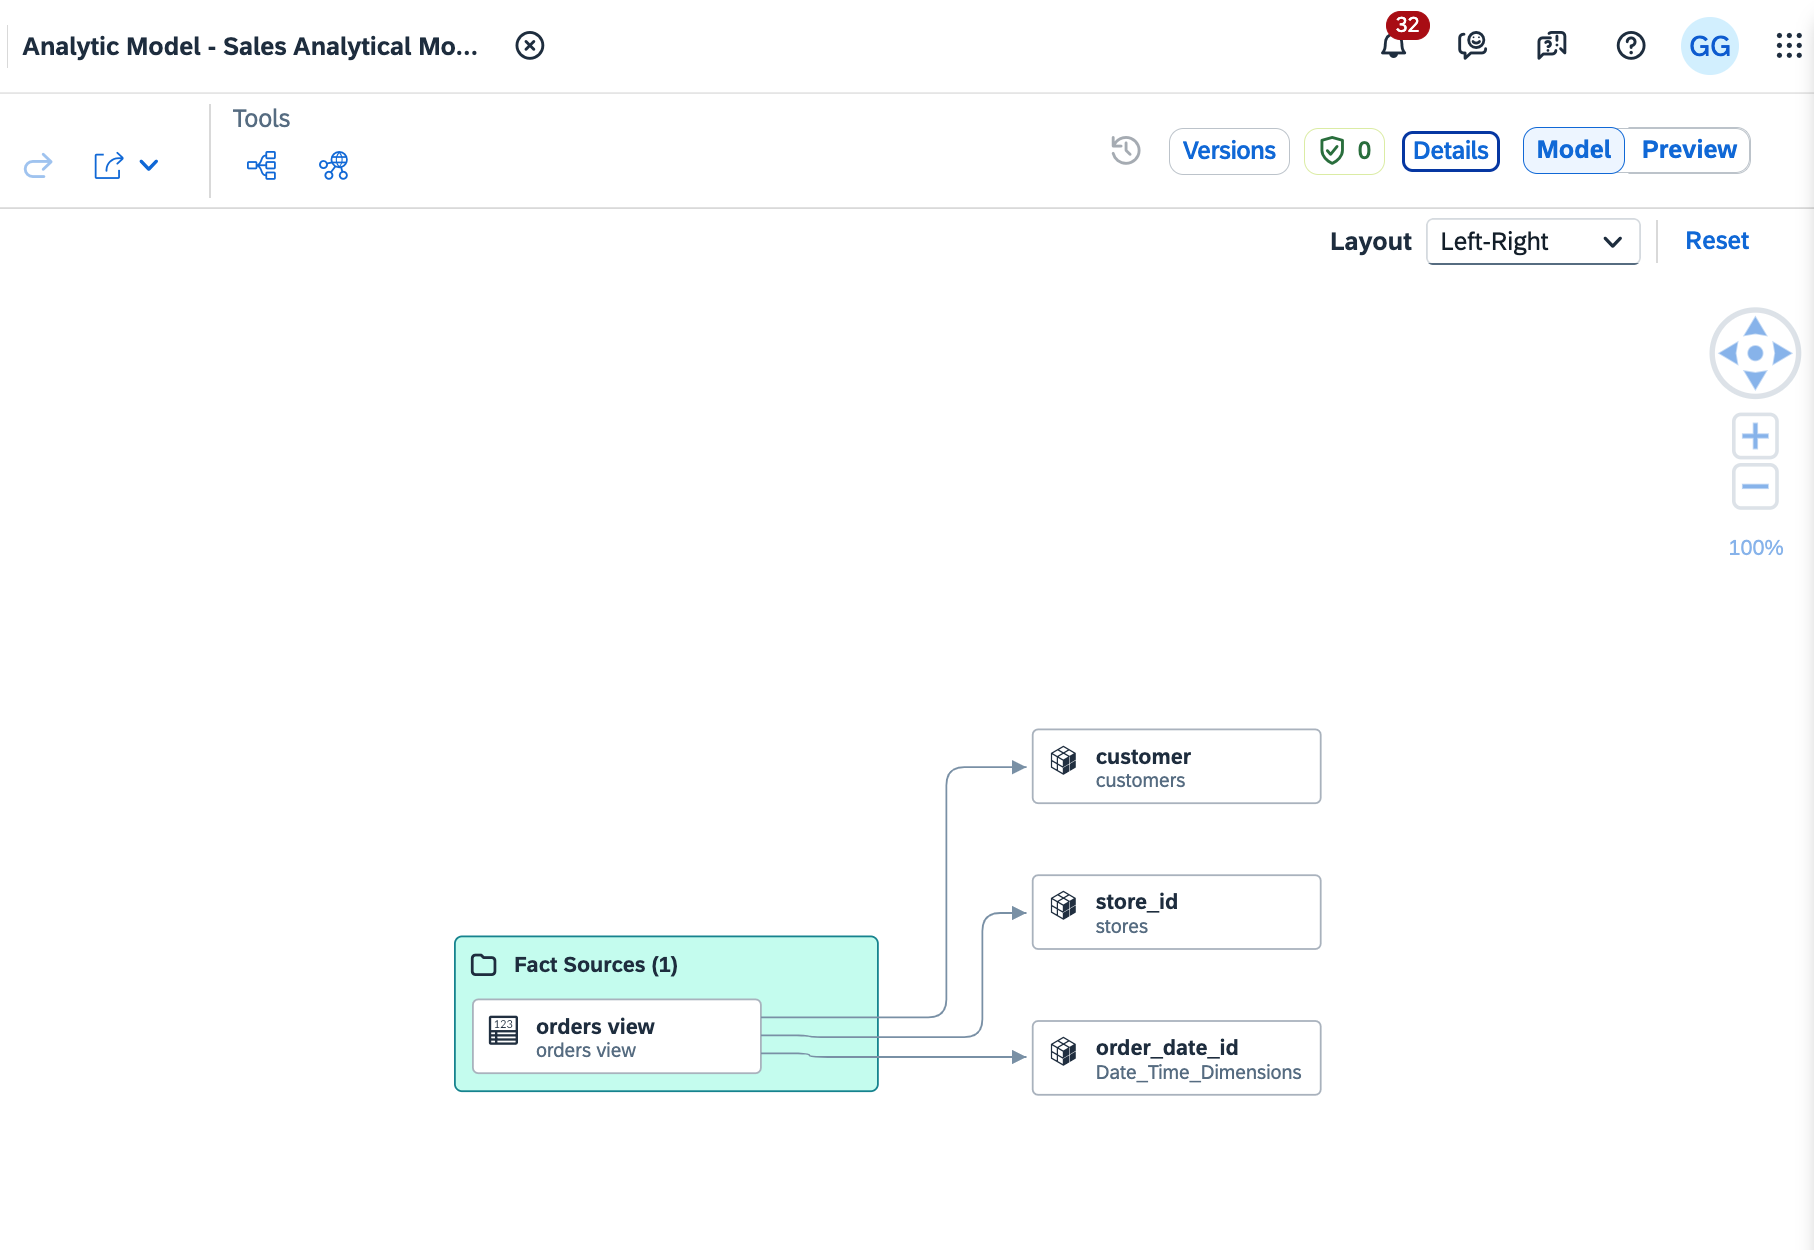 Analytic Model - Sales Analytical Mo...
32
GG
Tools
Versions
0
Details
Model
Preview
Layout
Left-Right
Reset
100%
customer
customers
store_id
stores
Fact Sources (1)
123
orders view
orders view
order_date_id
Date_Time_Dimensions